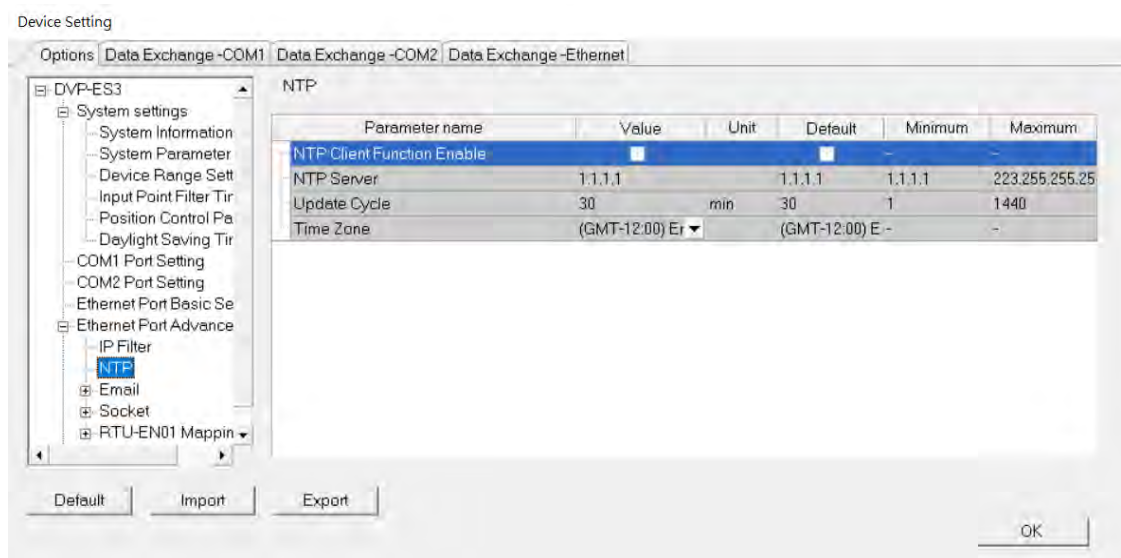 Device Setting
Options Data Exchange -COM1 Data Exchange -COM2 Data Exchange -Ethernet
DVP-ES3
System settings
System Information
System Parameter
Device Range Sett
Input Point Filter Tir
Position Control Pa
Daylight Saving Tir
COM1 Port Setting
COM2 Port Setting
Ethernet Port Basic Se
Ethernet Port Advance
IP Filter
NTP
Email
Socket
RTU-EN01 Mappin
NTP
Parameter name Value Unit Default Minimum Maximum
NTP Client Function Enable - -
NTP Server 1.1.1.1 1.1.1.1 1.1.1.1 223.255.255.25
Update Cycle 30 min 30 1 1440
Time Zone (GMT-12:00) Er (GMT-12:00) E - -
Default Import Export
OK